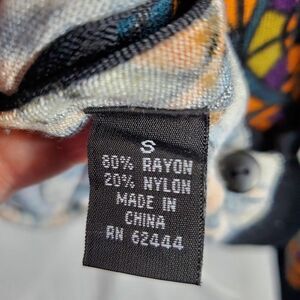 S
80% RAYON
20% NYLON
MADE IN
CHINA
RN 62444